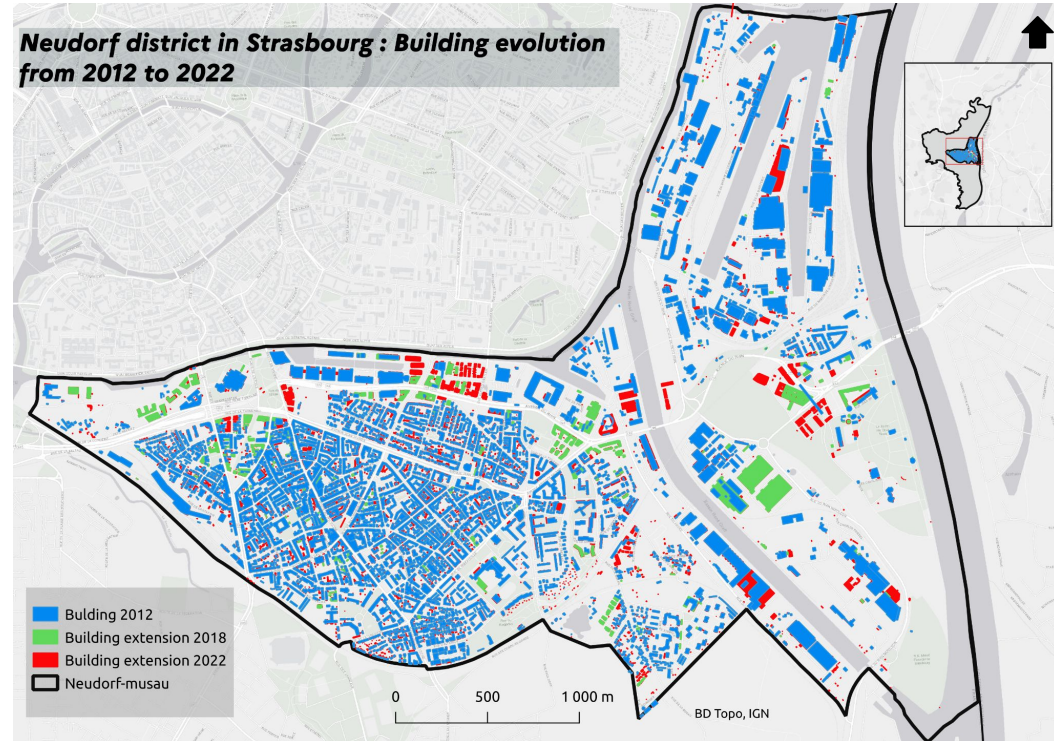 Neudorf district in Strasbourg : Building evolution
from 2012 to 2022
Bulding 2012
Building extension 2018
Building extension 2022
Neudorf-musau
0 500 1 000 m
BD Topo, IGN